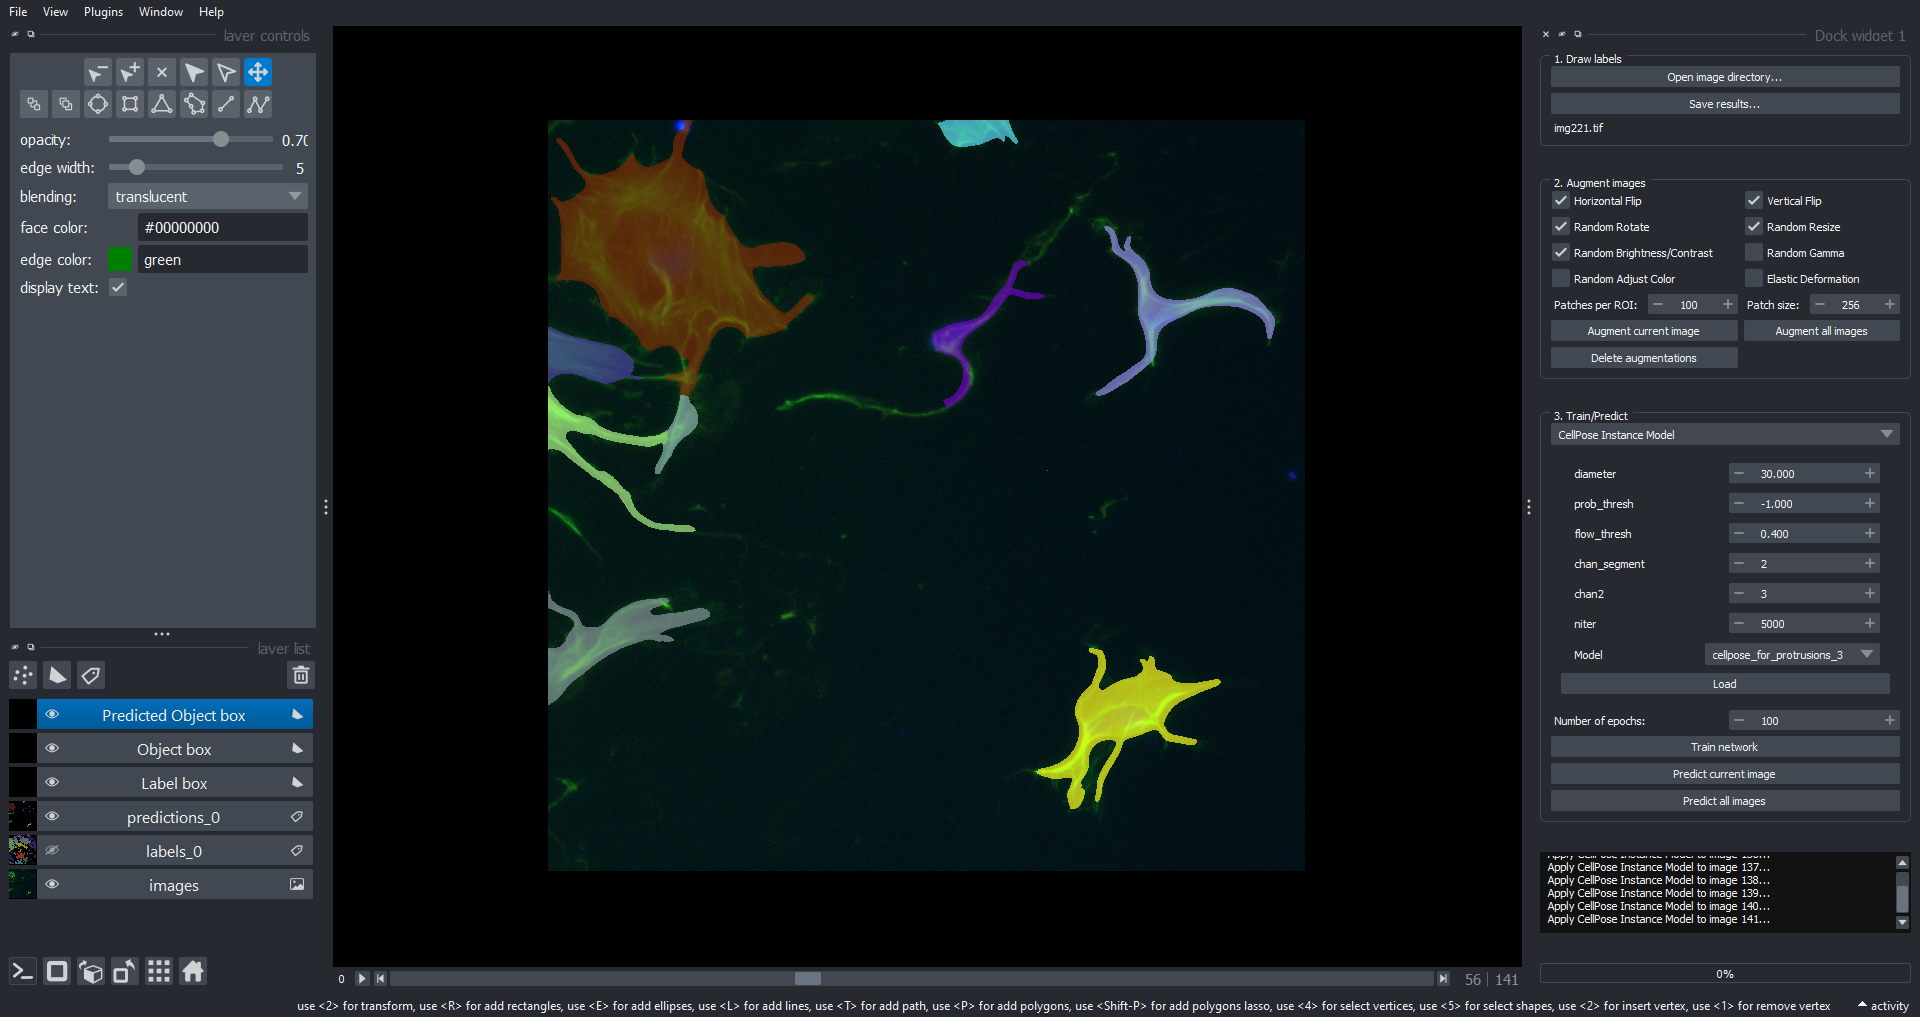 File View Plugins Window Help
layer controls
opacity: 0.70
edge width: 5
blending: translucent
face color: #00000000
edge color: green
display text:
layer list
Predicted Object box
Object box
Label box
predictions_0
labels_0
images
0
56 | 141
Dock widget 1
1. Draw labels
Open image directory...
Save results...
img221.tif
2. Augment images
Horizontal Flip Vertical Flip
Random Rotate Random Resize
Random Brightness/Contrast Random Gamma
Random Adjust Color Elastic Deformation
Patches per ROI: − 100 + Patch size: − 256 +
Augment current image Augment all images
Delete augmentations
3. Train/Predict
CellPose Instance Model
diameter − 30.000 +
prob_thresh − -1.000 +
flow_thresh − 0.400 +
chan_segment − 2 +
chan2 − 3 +
niter − 5000 +
Model cellpose_for_protrusions_3
Load
Number of epochs: − 100 +
Train network
Predict current image
Predict all images
Apply CellPose Instance Model to image 136...
Apply CellPose Instance Model to image 137...
Apply CellPose Instance Model to image 138...
Apply CellPose Instance Model to image 139...
Apply CellPose Instance Model to image 140...
Apply CellPose Instance Model to image 141...
0%
use <2> for transform, use <R> for add rectangles, use <E> for add ellipses, use <L> for add lines, use <T> for add path, use <P> for add polygons, use <Shift-P> for add polygons lasso, use <4> for select vertices, use <5> for select shapes, use <2> for insert vertex, use <1> for remove vertex
activity